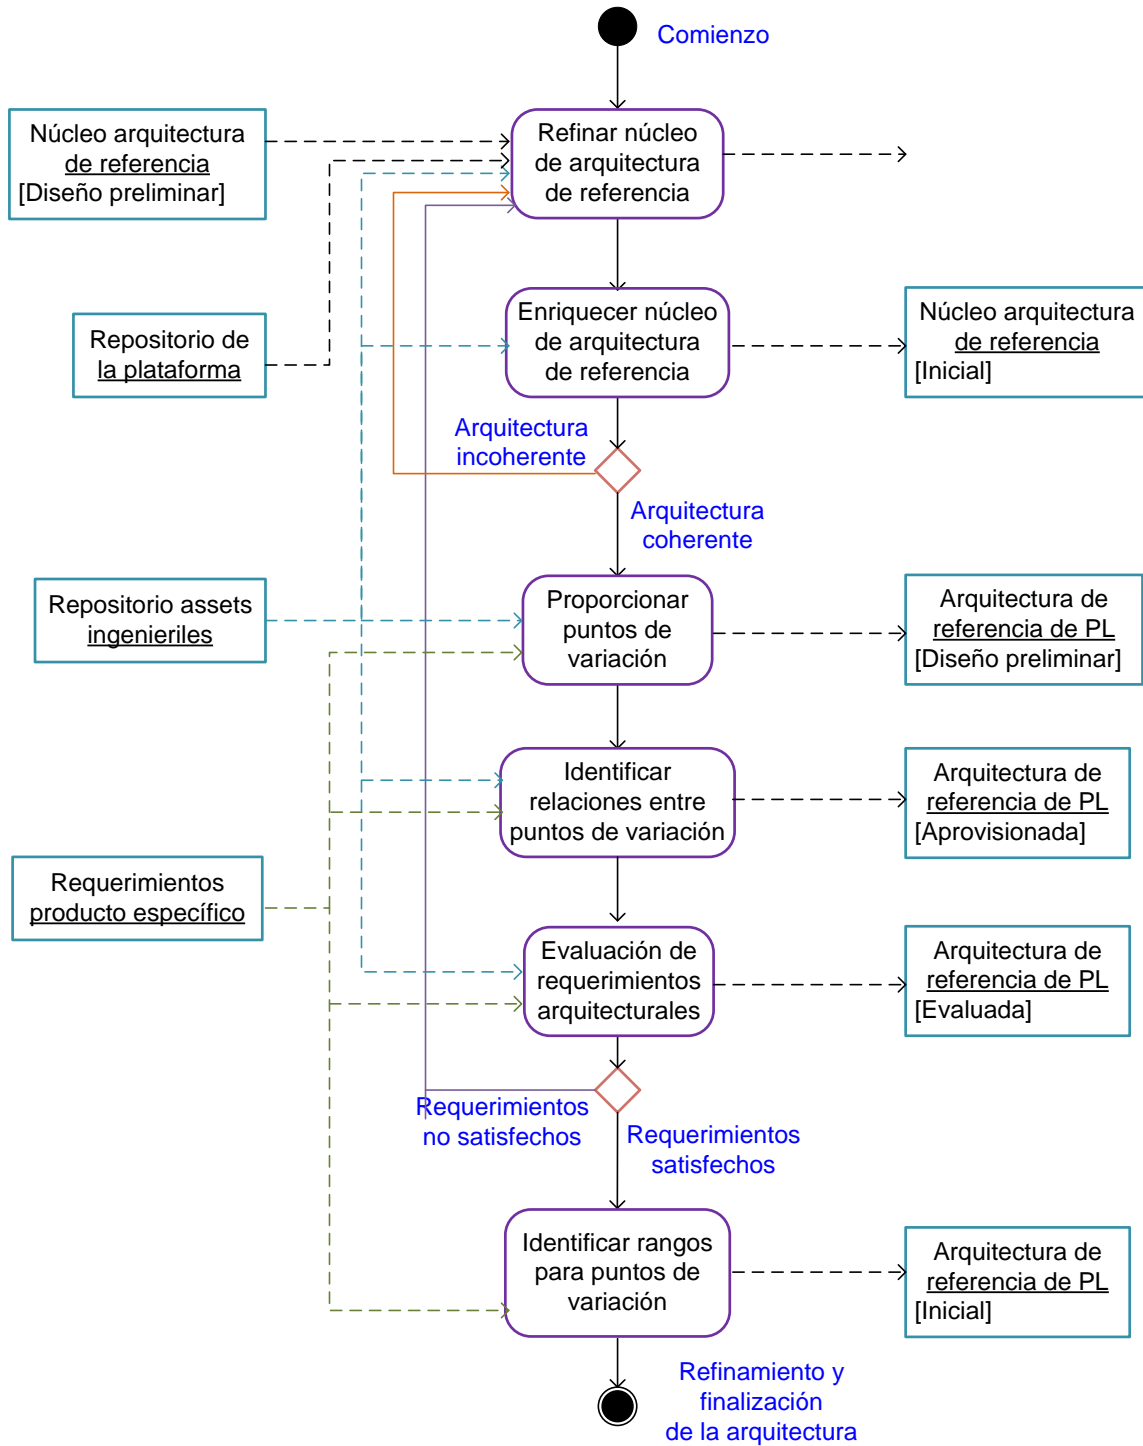 Comienzo
Núcleo arquitectura
de referencia
[Diseño preliminar]
Refinar núcleo
de arquitectura
de referencia
Repositorio de
la plataforma
Enriquecer núcleo
de arquitectura
de referencia
Núcleo arquitectura
de referencia
[Inicial]
Arquitectura
incoherente
Arquitectura
coherente
Repositorio assets
ingenieriles
Proporcionar
puntos de
variación
Arquitectura de
referencia de PL
[Diseño preliminar]
Identificar
relaciones entre
puntos de variación
Arquitectura de
referencia de PL
[Aprovisionada]
Requerimientos
producto específico
Evaluación de
requerimientos
arquitecturales
Arquitectura de
referencia de PL
[Evaluada]
Requerimientos
no satisfechos
Requerimientos
satisfechos
Identificar rangos
para puntos de
variación
Arquitectura de
referencia de PL
[Inicial]
Refinamiento y
finalización
de la arquitectura